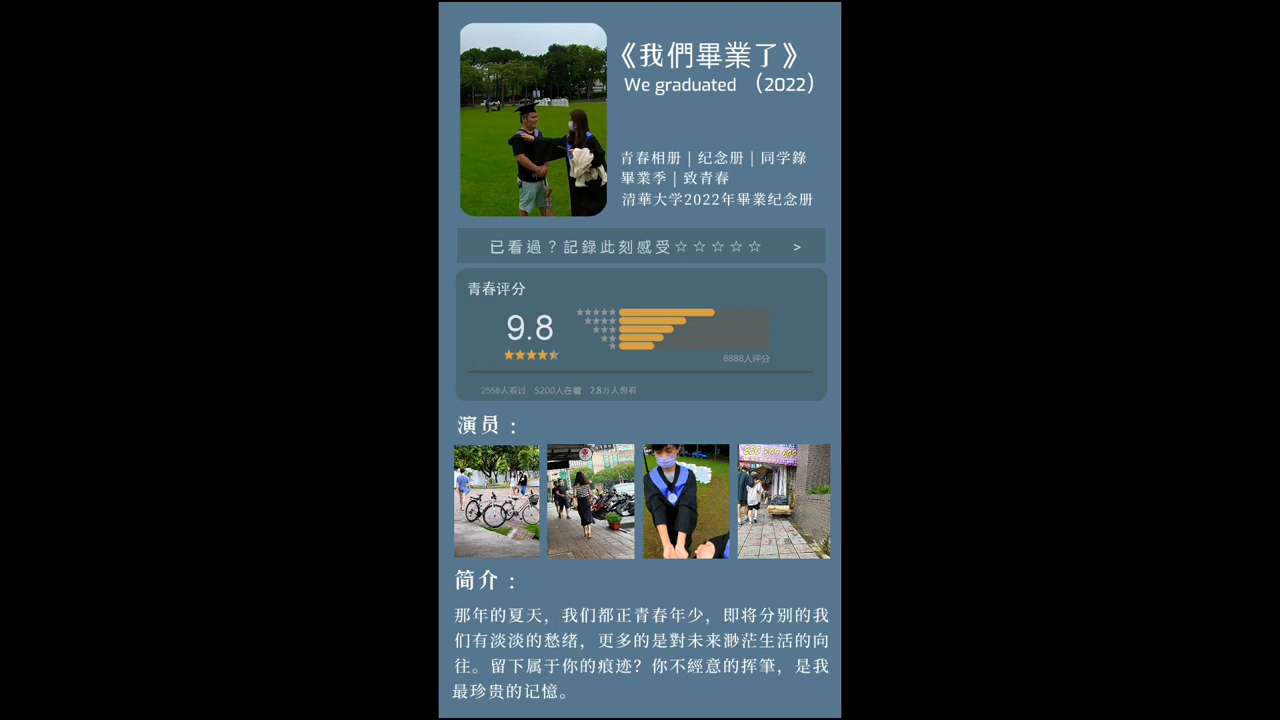 《我們畢業了》
We graduated （2022）
青春相册 | 纪念册 | 同学錄
畢業季 | 致青春
清華大学2022年畢業纪念册
已看過？記錄此刻感受☆☆☆☆☆ >
青春评分
9.8
8888人评分
2558人看过 5200人在看 2.8万人想看
演员：
简介：
那年的夏天，我们都正青春年少，即将分别的我
们有淡淡的愁绪，更多的是對未来渺茫生活的向
往。留下属于你的痕迹？你不經意的挥筆，是我
最珍贵的记憶。